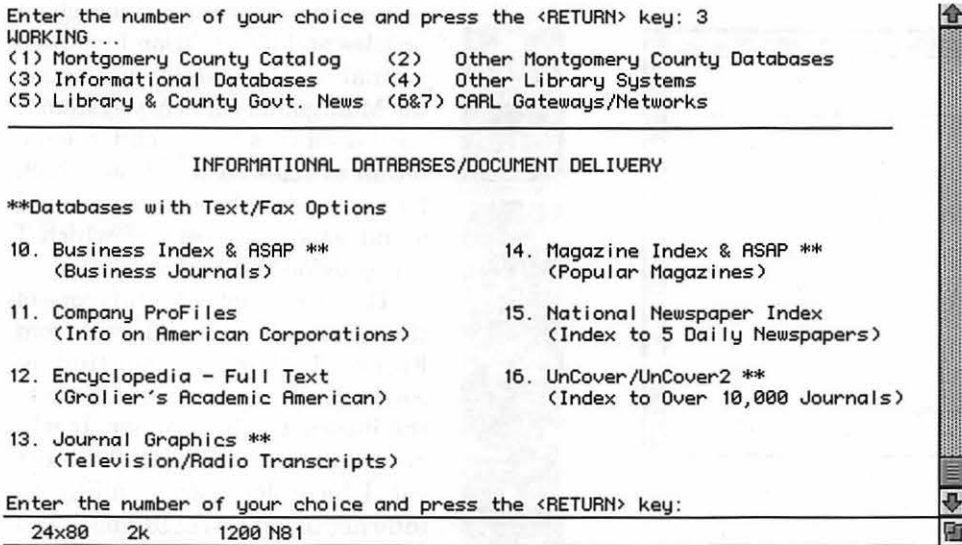 Enter the number of your choice and press the <RETURN> key: 3
WORKING...
(1) Montgomery County Catalog (2) Other Montgomery County Databases
(3) Informational Databases (4) Other Library Systems
(5) Library & County Govt. News (6&7) CARL Gateways/Networks
INFORMATIONAL DATABASES/DOCUMENT DELIVERY
**Databases with Text/Fax Options
10. Business Index & ASAP ** 14. Magazine Index & ASAP **
(Business Journals) (Popular Magazines)
11. Company ProFiles 15. National Newspaper Index
(Info on American Corporations) (Index to 5 Daily Newspapers)
12. Encyclopedia - Full Text 16. UnCover/UnCover2 **
(Grolier's Academic American) (Index to Over 10,000 Journals)
13. Journal Graphics **
(Television/Radio Transcripts)
Enter the number of your choice and press the <RETURN> key:
24x80 2k 1200 N81